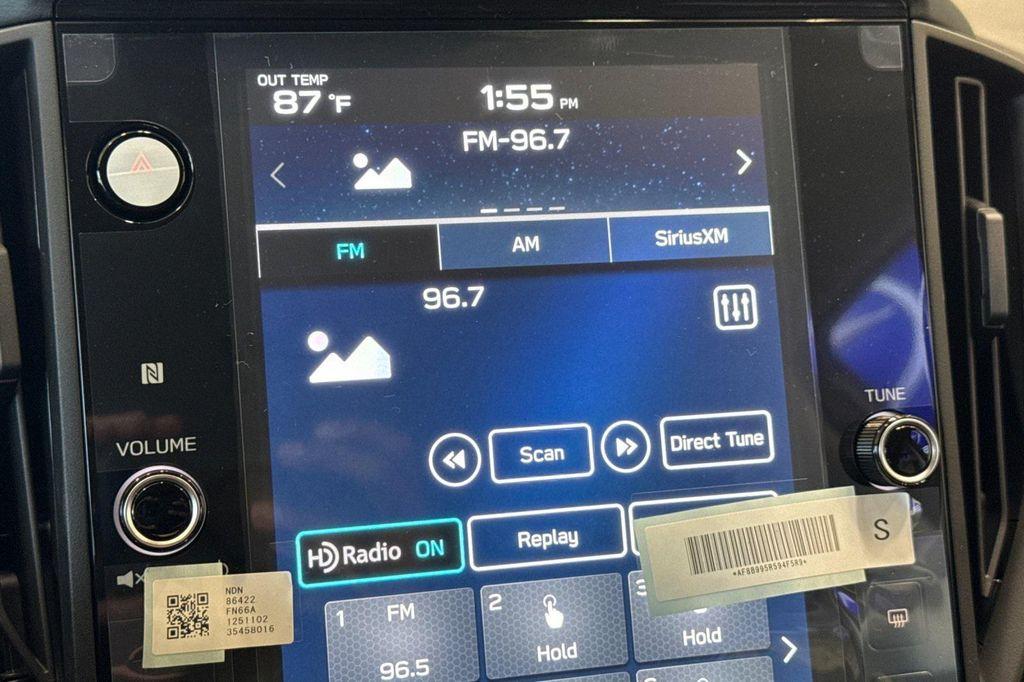 OUT TEMP
87 °F
1:55 PM
FM-96.7
FM
AM
SiriusXM
96.7
TUNE
VOLUME
Scan
Direct Tune
HD Radio ON
Replay
S
*AF8B995R594F5R9*
NDN
86422
FN66A
1251102
35458016
1 FM
96.5
2
Hold
3
Hold